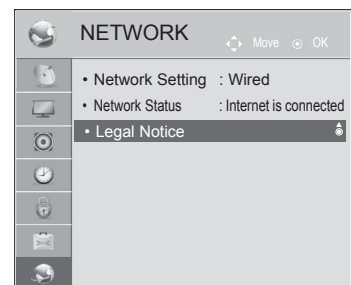 NETWORK
Move OK
• Network Setting : Wired
• Network Status : Internet is connected
• Legal Notice